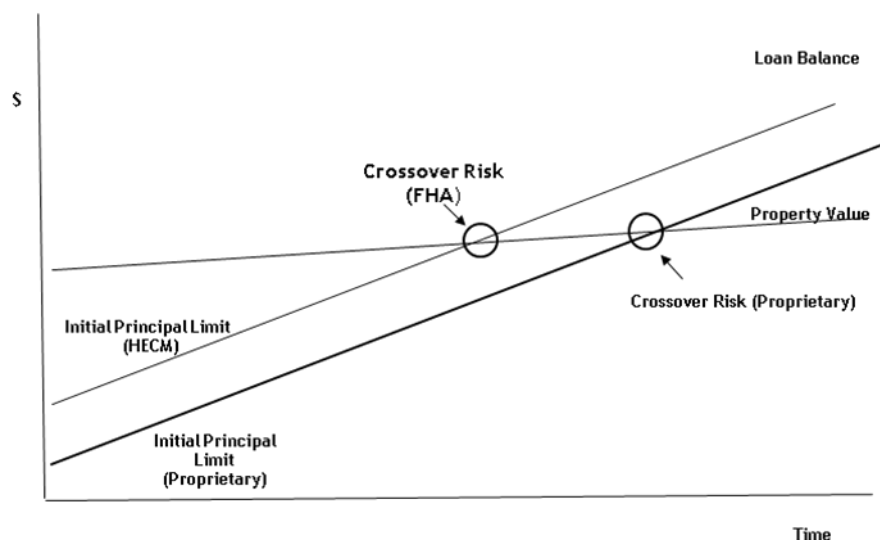 Loan Balance
$
Crossover Risk
(FHA)
Property Value
Crossover Risk (Proprietary)
Initial Principal Limit
(HECM)
Initial Principal
Limit
(Proprietary)
Time